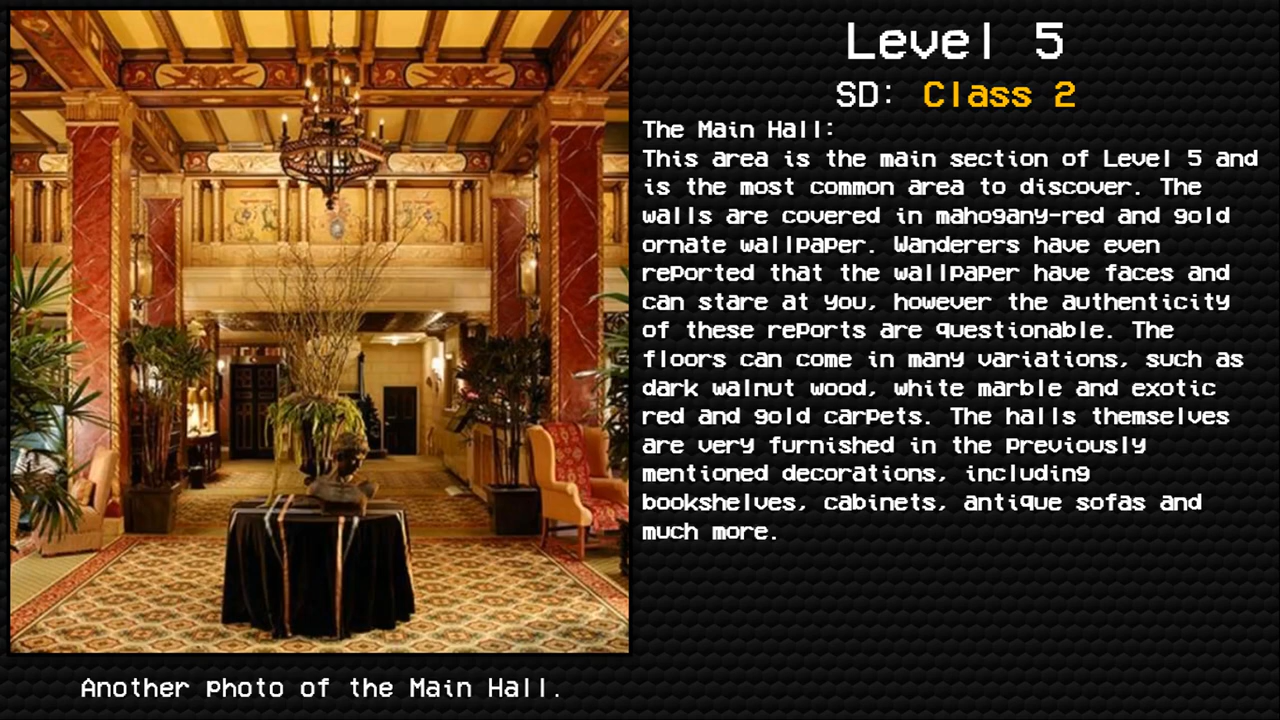 Level 5
SD: Class 2
The Main Hall:
This area is the main section of Level 5 and
is the most common area to discover. The
walls are covered in mahogany-red and gold
ornate wallpaper. Wanderers have even
reported that the wallpaper have faces and
can stare at you, however the authenticity
of these reports are questionable. The
floors can come in many variations, such as
dark walnut wood, white marble and exotic
red and gold carpets. The halls themselves
are very furnished in the previously
mentioned decorations, including
bookshelves, cabinets, antique sofas and
much more.
Another photo of the Main Hall.